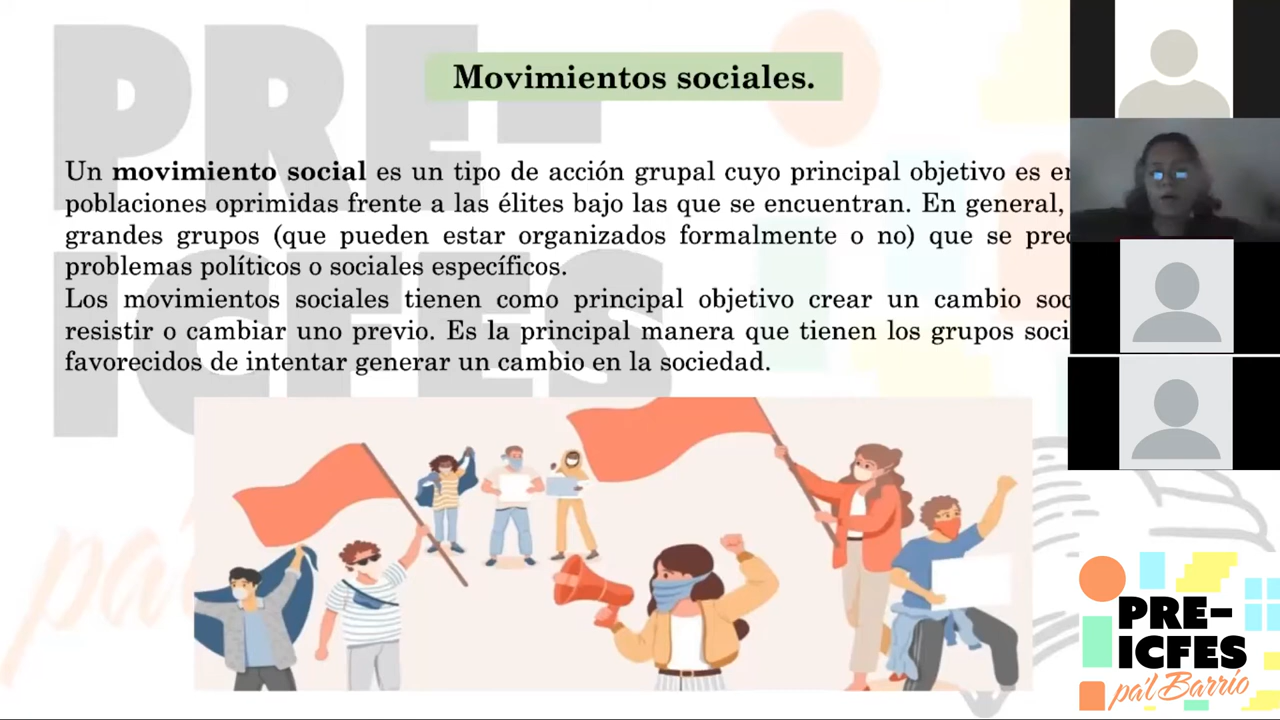 Movimientos sociales.
Un movimiento social es un tipo de acción grupal cuyo principal objetivo es
poblaciones oprimidas frente a las élites bajo las que se encuentran. En general,
grandes grupos (que pueden estar organizados formalmente o no) que se
problemas políticos o sociales específicos.
Los movimientos sociales tienen como principal objetivo crear un cambio
resistir o cambiar uno previo. Es la principal manera que tienen los grupos
favorecidos de intentar generar un cambio en la sociedad.
PRE-
ICFES
pa'l
PRE-
ICFES
pa'l Barrio